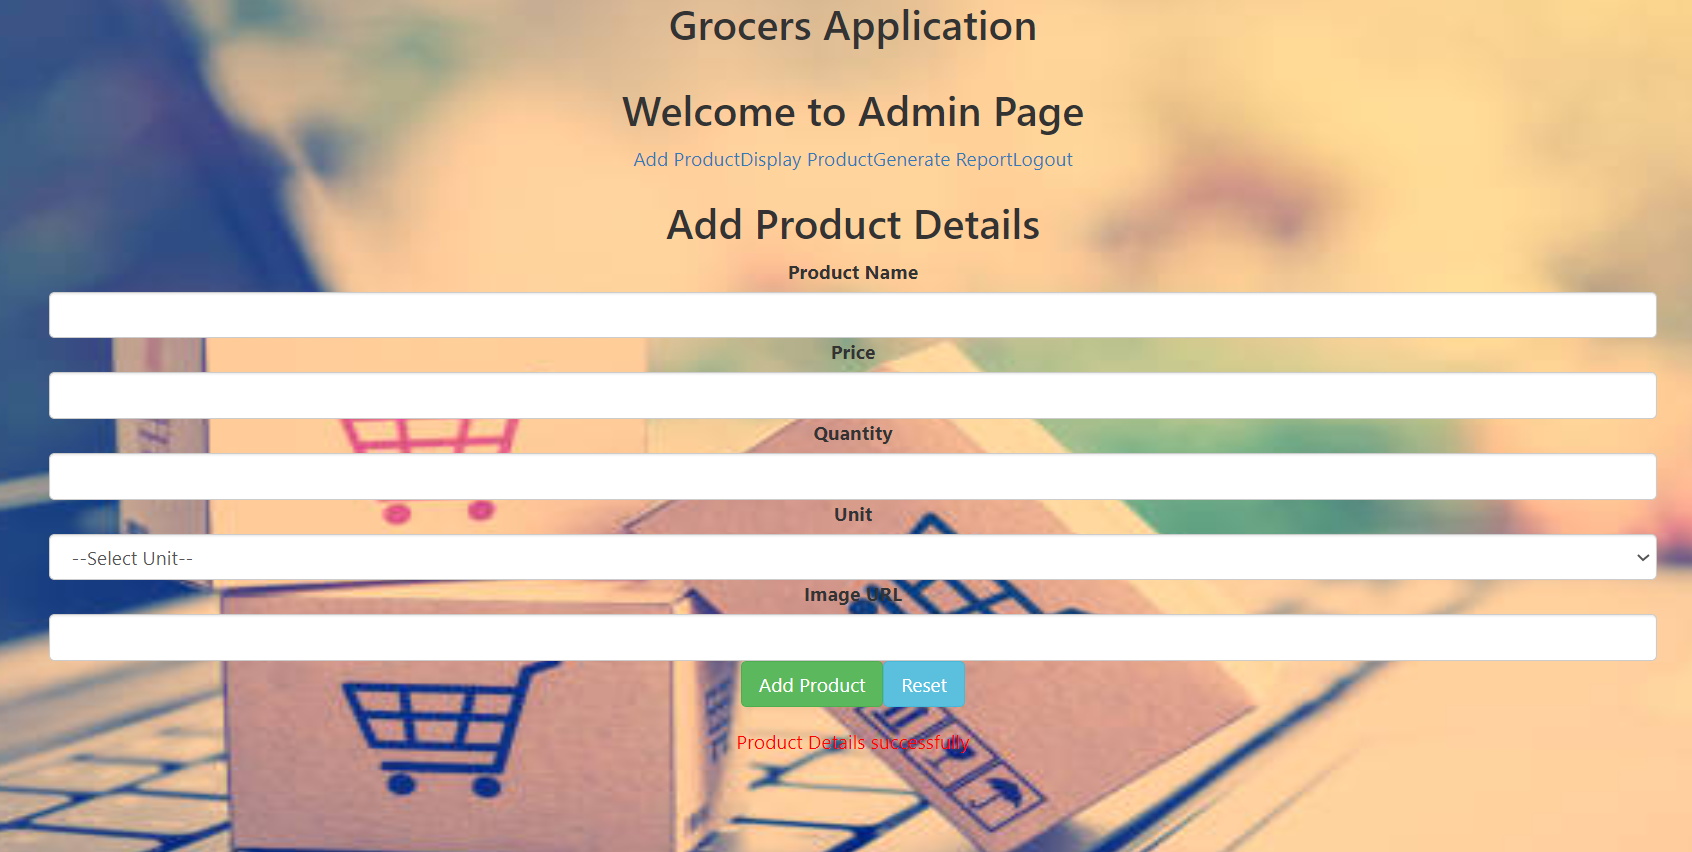 Grocers Application
Welcome to Admin Page
Add ProductDisplay ProductGenerate ReportLogout
Add Product Details
Product Name
Price
Quantity
Unit
--Select Unit--
Image URL
Add Product Reset
Product Details successfully